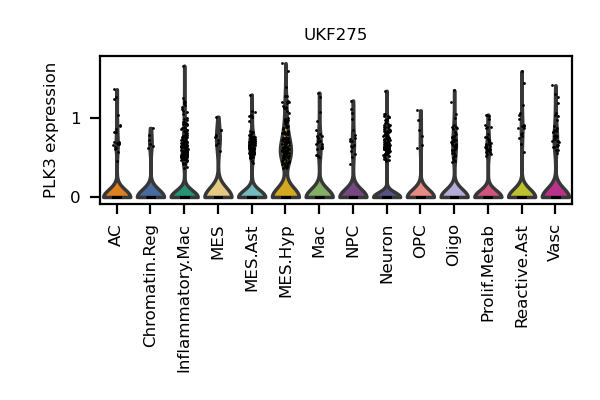 UKF275
PLK3 expression
1
0
AC
Chromatin.Reg
Inflammatory.Mac
MES
MES.Ast
MES.Hyp
Mac
NPC
Neuron
OPC
Oligo
Prolif.Metab
Reactive.Ast
Vasc